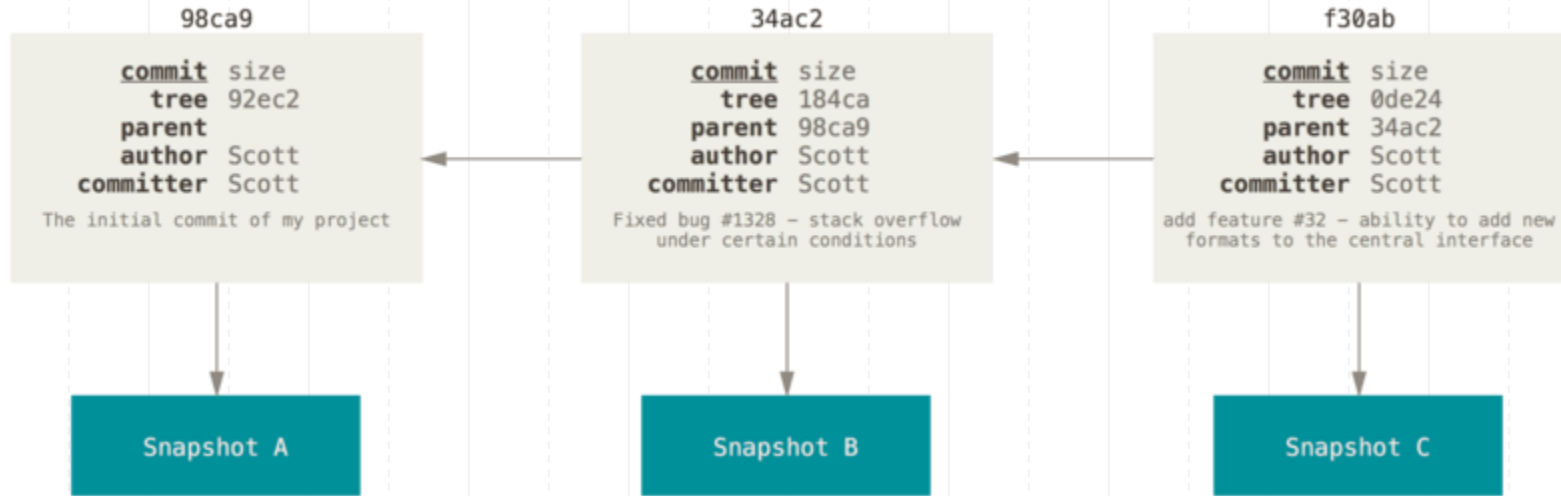 98ca9
commit size
tree 92ec2
parent
author Scott
committer Scott
The initial commit of my project
Snapshot A
34ac2
commit size
tree 184ca
parent 98ca9
author Scott
committer Scott
Fixed bug #1328 – stack overflow
under certain conditions
Snapshot B
f30ab
commit size
tree 0de24
parent 34ac2
author Scott
committer Scott
add feature #32 – ability to add new
formats to the central interface
Snapshot C